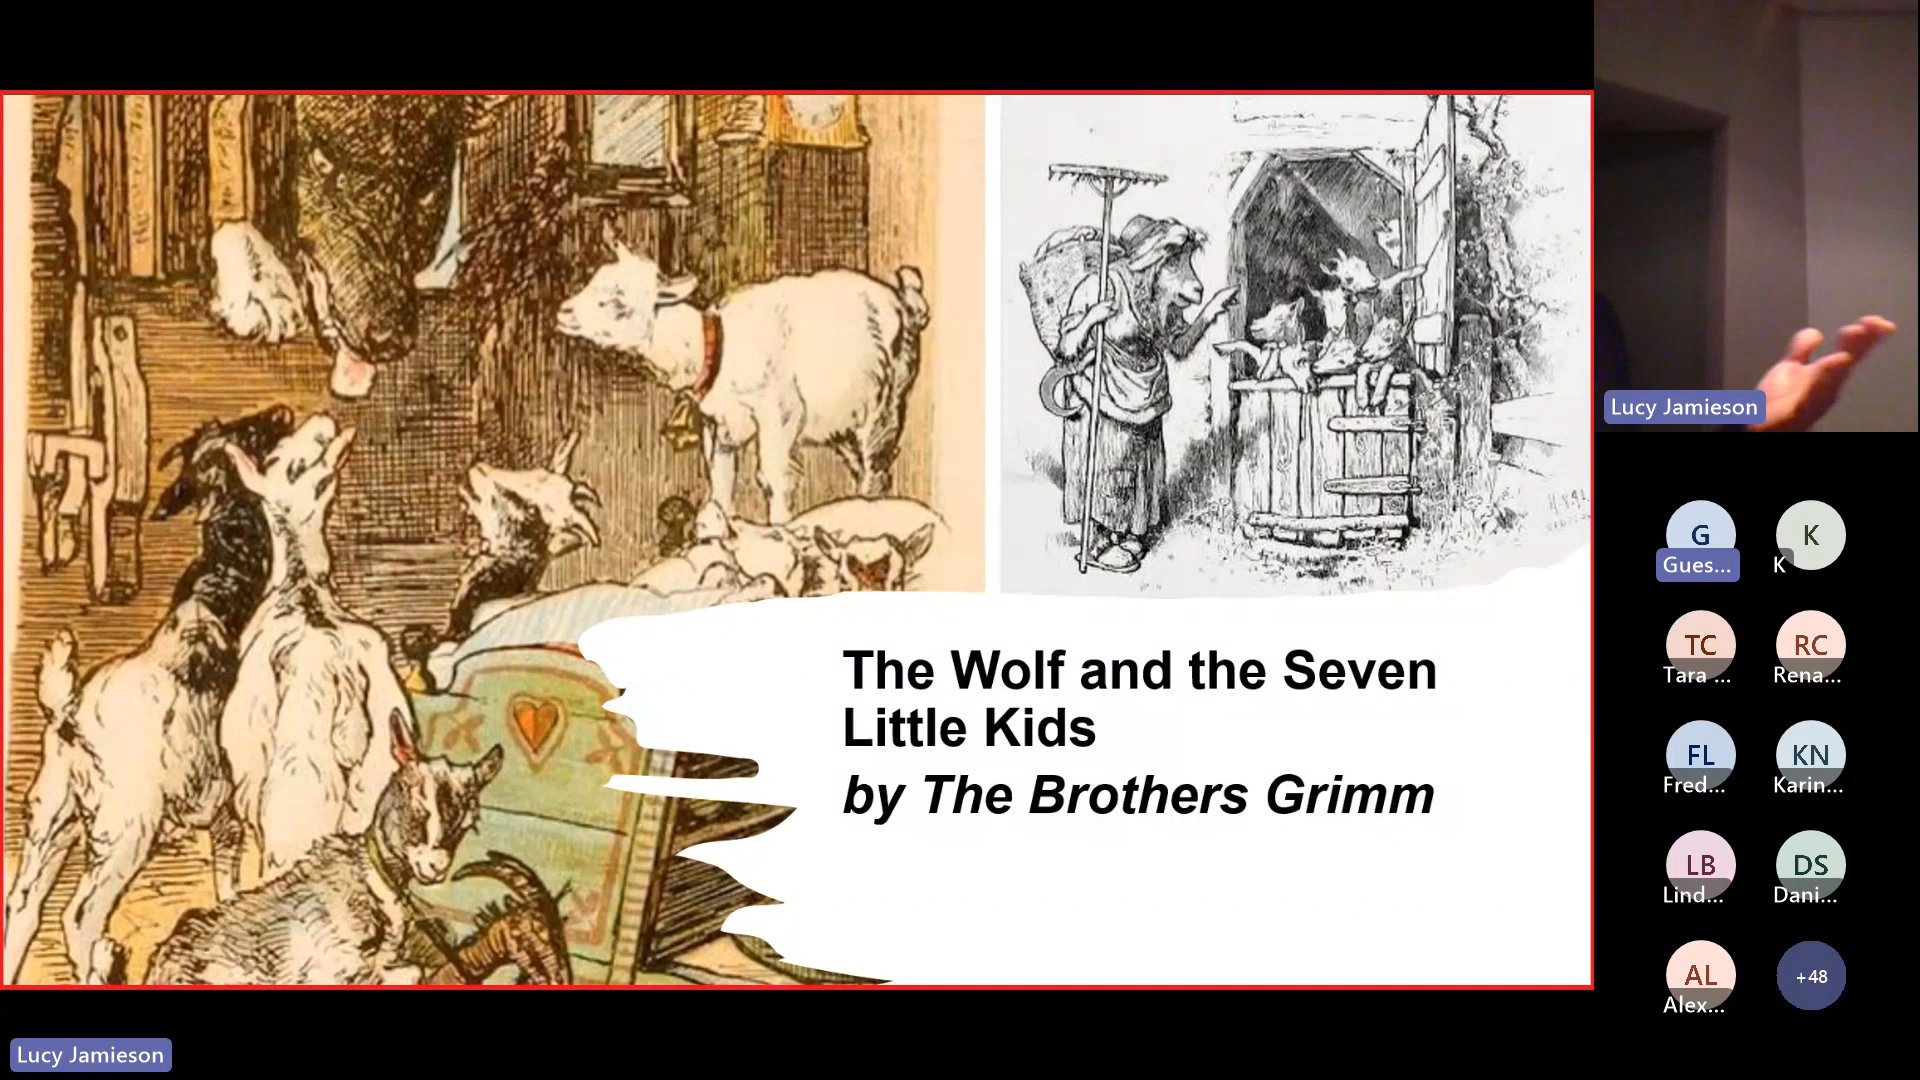 The Wolf and the Seven
Little Kids
by The Brothers Grimm
Lucy Jamieson
G
Gues...
K
K
TC
Tara ...
RC
Rena...
FL
Fred...
KN
Karin...
LB
Lind...
DS
Dani...
AL
Alex...
+48
Lucy Jamieson